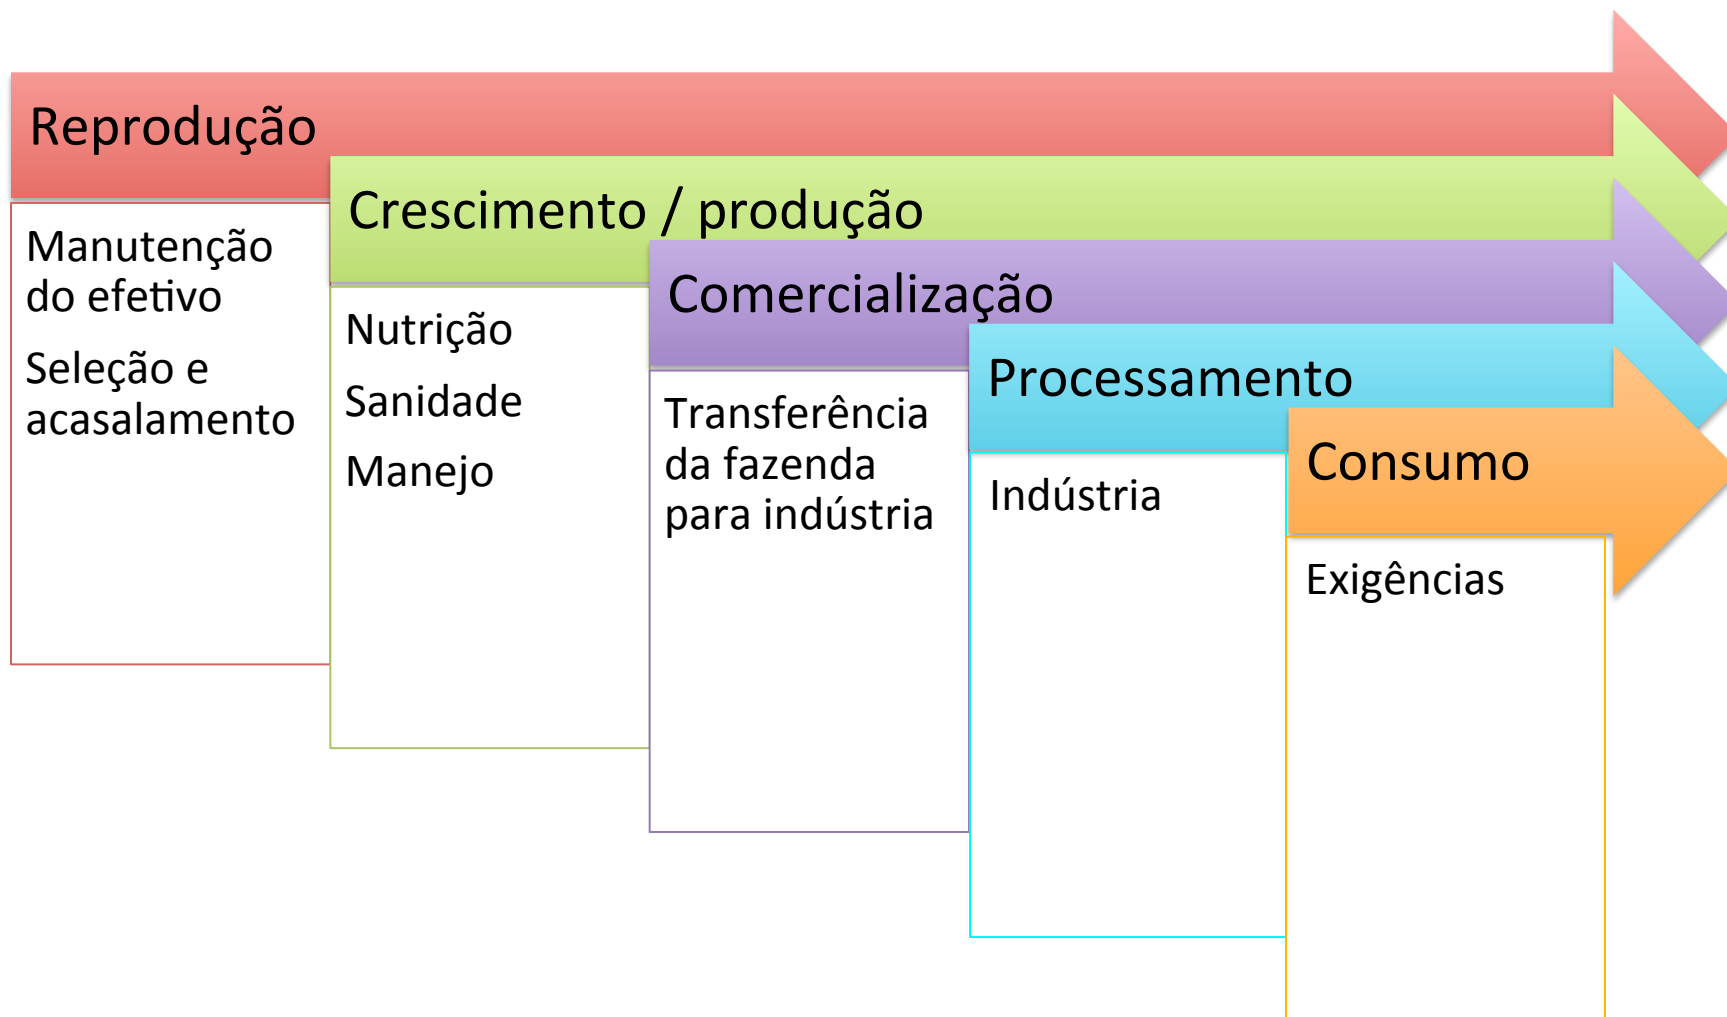 Reprodução
Manutenção
do efetivo
Seleção e
acasalamento
Crescimento / produção
Nutrição
Sanidade
Manejo
Comercialização
Transferência
da fazenda
para indústria
Processamento
Indústria
Consumo
Exigências